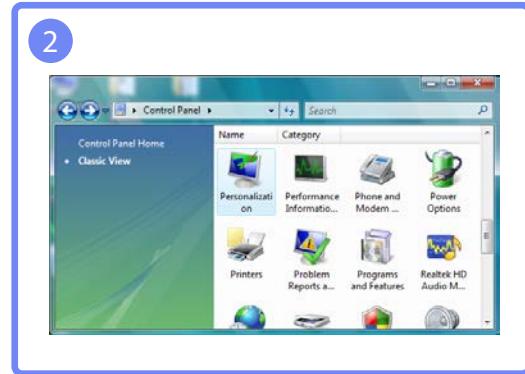 2
Control Panel
Search
Control Panel Home
Classic View
Name Category
Personalizati
on
Performance
Informatio...
Phone and
Modem ...
Power
Options
Printers
Problem
Reports a...
Programs
and Features
Realtek HD
Audio M...